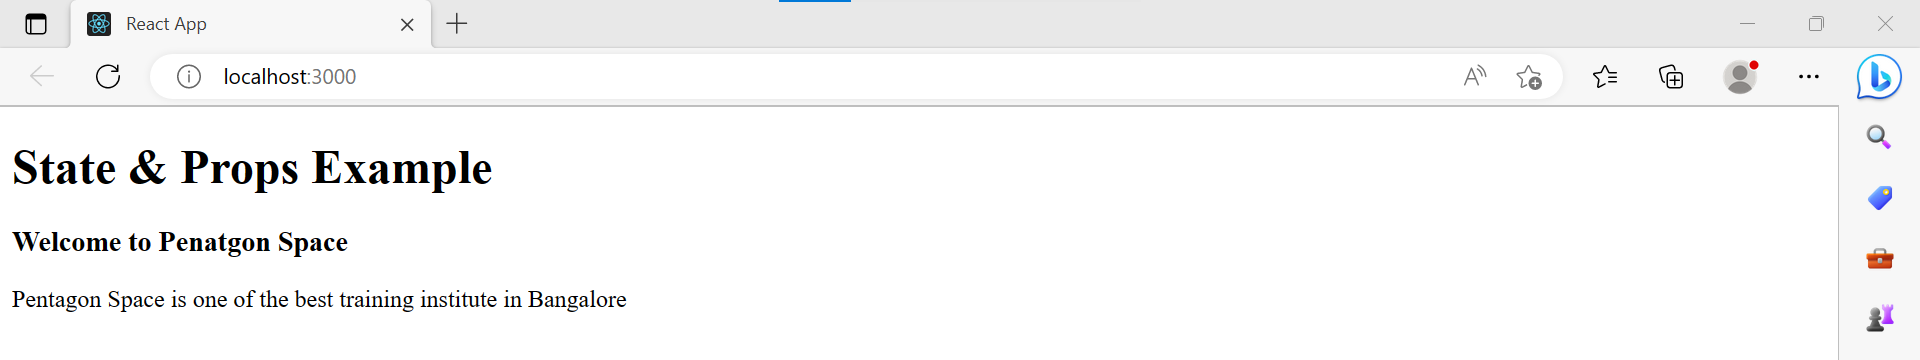 React App
localhost:3000
State & Props Example
Welcome to Penatgon Space
Pentagon Space is one of the best training institute in Bangalore